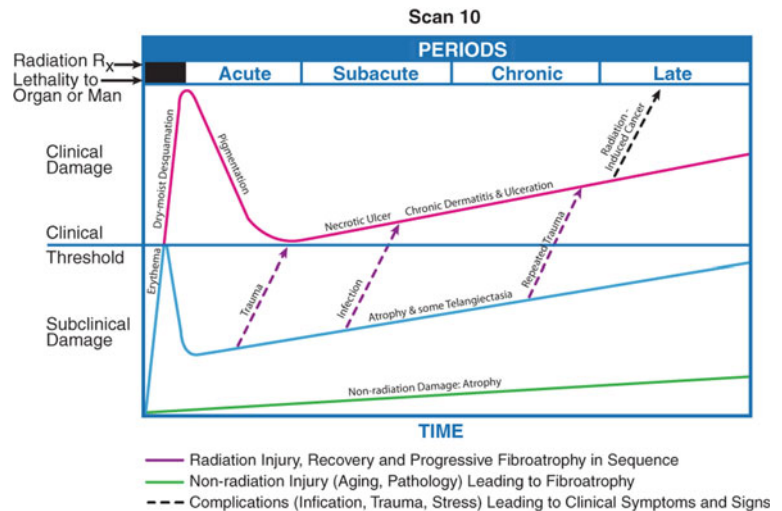 Scan 10
PERIODS
Radiation RX
Lethality to
Organ or Man
Acute
Subacute
Chronic
Late
Clinical
Damage
Dry-moist Desquamation
Pigmentation
Necrotic Ulcer
Chronic Dermatitis & Ulceration
Radiation -
Induced Cancer
Clinical
Threshold
Erythema
Trauma
Infection
Repeated Trauma
Subclinical
Damage
Atrophy & some Telangiectasia
Non-radiation Damage: Atrophy
TIME
Radiation Injury, Recovery and Progressive Fibroatrophy in Sequence
Non-radiation Injury (Aging, Pathology) Leading to Fibroatrophy
Complications (Infication, Trauma, Stress) Leading to Clinical Symptoms and Signs